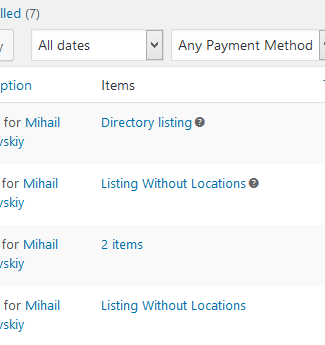 lled (7)
y All dates Any Payment Method
ption Items
for Mihail Directory listing
vskiy
for Mihail Listing Without Locations
vskiy
for Mihail 2 items
vskiy
for Mihail Listing Without Locations
vskiy